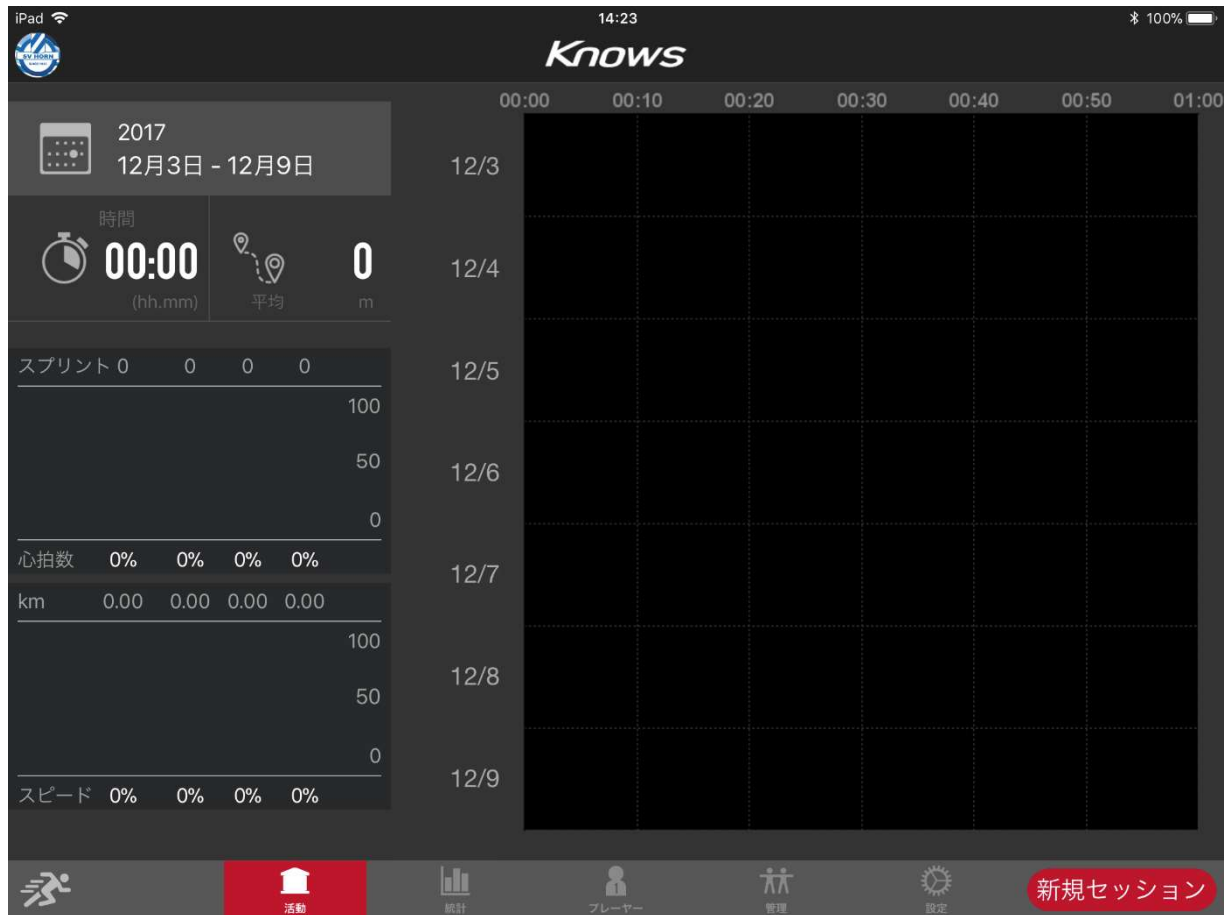 iPad 14:23 100%
SV HORN
Knows
2017
12月3日 - 12月9日
時間
00:00
(hh.mm)
0
平均 m
スプリント 0 0 0 0
100
50
0
心拍数 0% 0% 0% 0%
km 0.00 0.00 0.00 0.00
100
50
0
スピード 0% 0% 0% 0%
00:00 00:10 00:20 00:30 00:40 00:50 01:00
12/3
12/4
12/5
12/6
12/7
12/8
12/9
活動
統計
1
プレーヤー
管理
設定
新規セッション